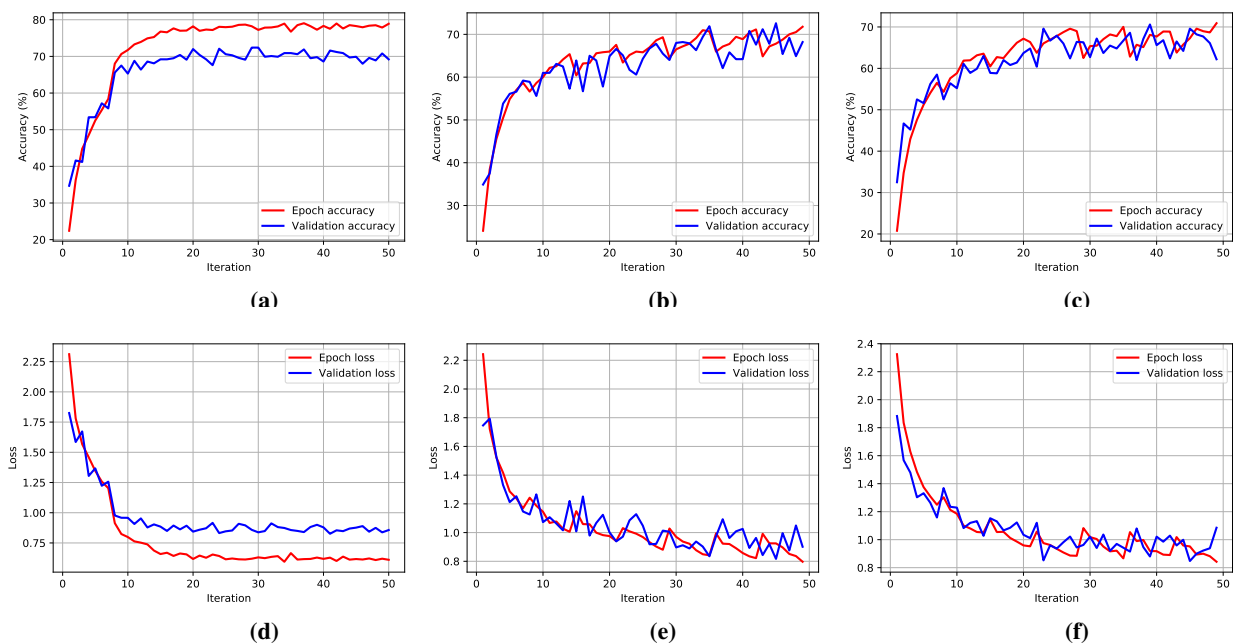 80
70
60
50
40
30
20
Accuracy (%)
0 10 20 30 40 50
Iteration
Epoch accuracy
Validation accuracy
(a)
70
60
50
40
30
Accuracy (%)
0 10 20 30 40 50
Iteration
Epoch accuracy
Validation accuracy
(b)
70
60
50
40
30
20
Accuracy (%)
0 10 20 30 40 50
Iteration
Epoch accuracy
Validation accuracy
(c)
2.25
2.00
1.75
1.50
1.25
1.00
0.75
Loss
0 10 20 30 40 50
Iteration
Epoch loss
Validation loss
(d)
2.2
2.0
1.8
1.6
1.4
1.2
1.0
0.8
Loss
0 10 20 30 40 50
Iteration
Epoch loss
Validation loss
(e)
2.4
2.2
2.0
1.8
1.6
1.4
1.2
1.0
0.8
Loss
0 10 20 30 40 50
Iteration
Epoch loss
Validation loss
(f)